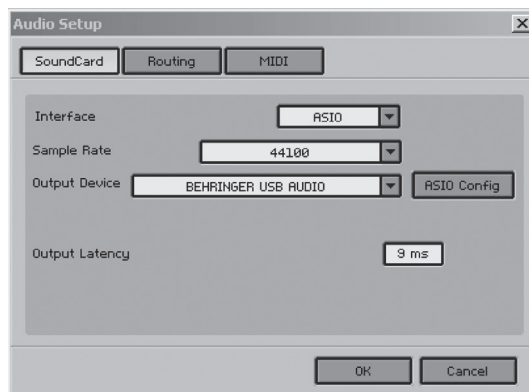 Audio Setup
SoundCard Routing MIDI
Interface ASIO
Sample Rate 44100
Output Device BEHRINGER USB AUDIO ASIO Config
Output Latency 9 ms
OK Cancel